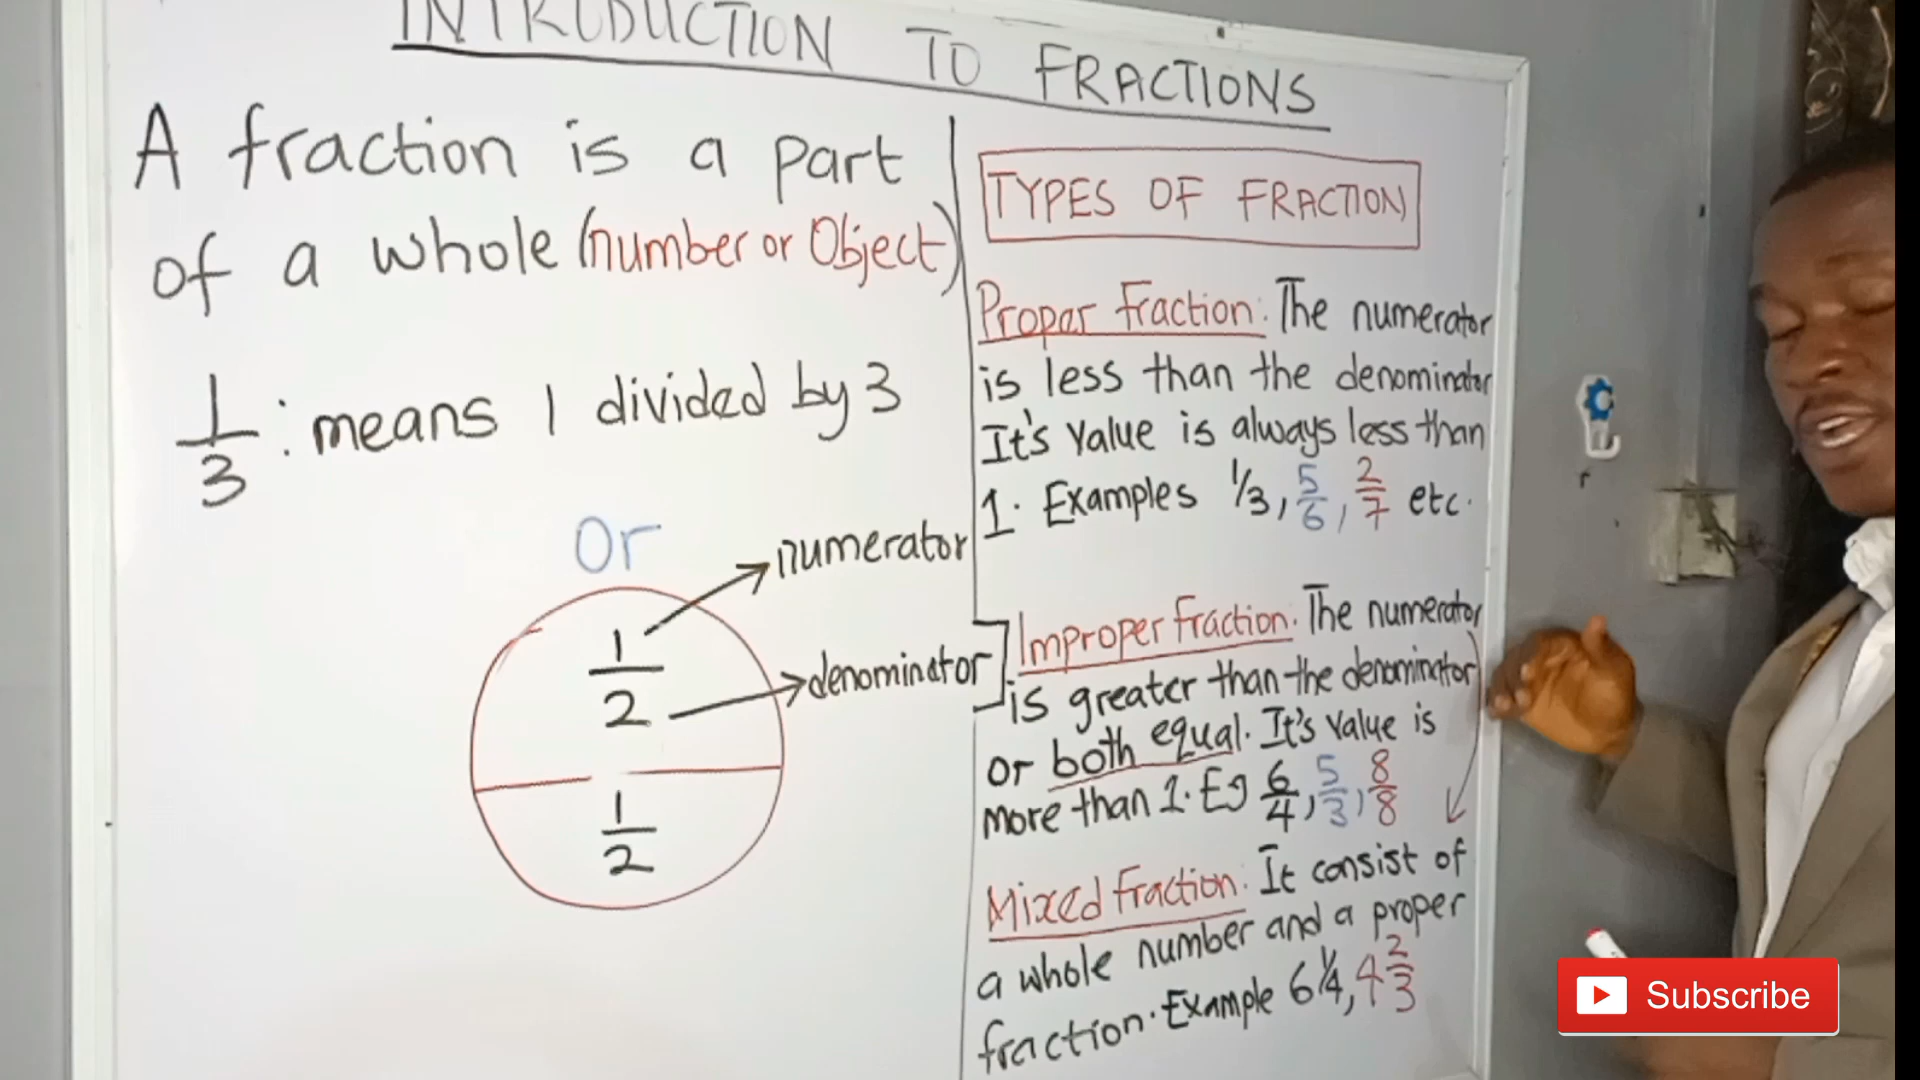 INTRODUCTION TO FRACTIONS
A fraction is a part
of a whole (number or Object)
1/3 : means 1 divided by 3
Or
numerator
1/2
denominator
1/2
TYPES OF FRACTION
Proper Fraction: The numerator
is less than the denominator
It's value is always less than
1. Examples 1/3, 5/6, 2/7 etc.
Improper Fraction: The numerator
is greater than the denominator
or both equal. It's value is
more than 1. Eg 6/4, 5/3, 8/8
Mixed Fraction: It consist of
a whole number and a proper
fraction. Example 6 1/4, 4 2/3
Subscribe